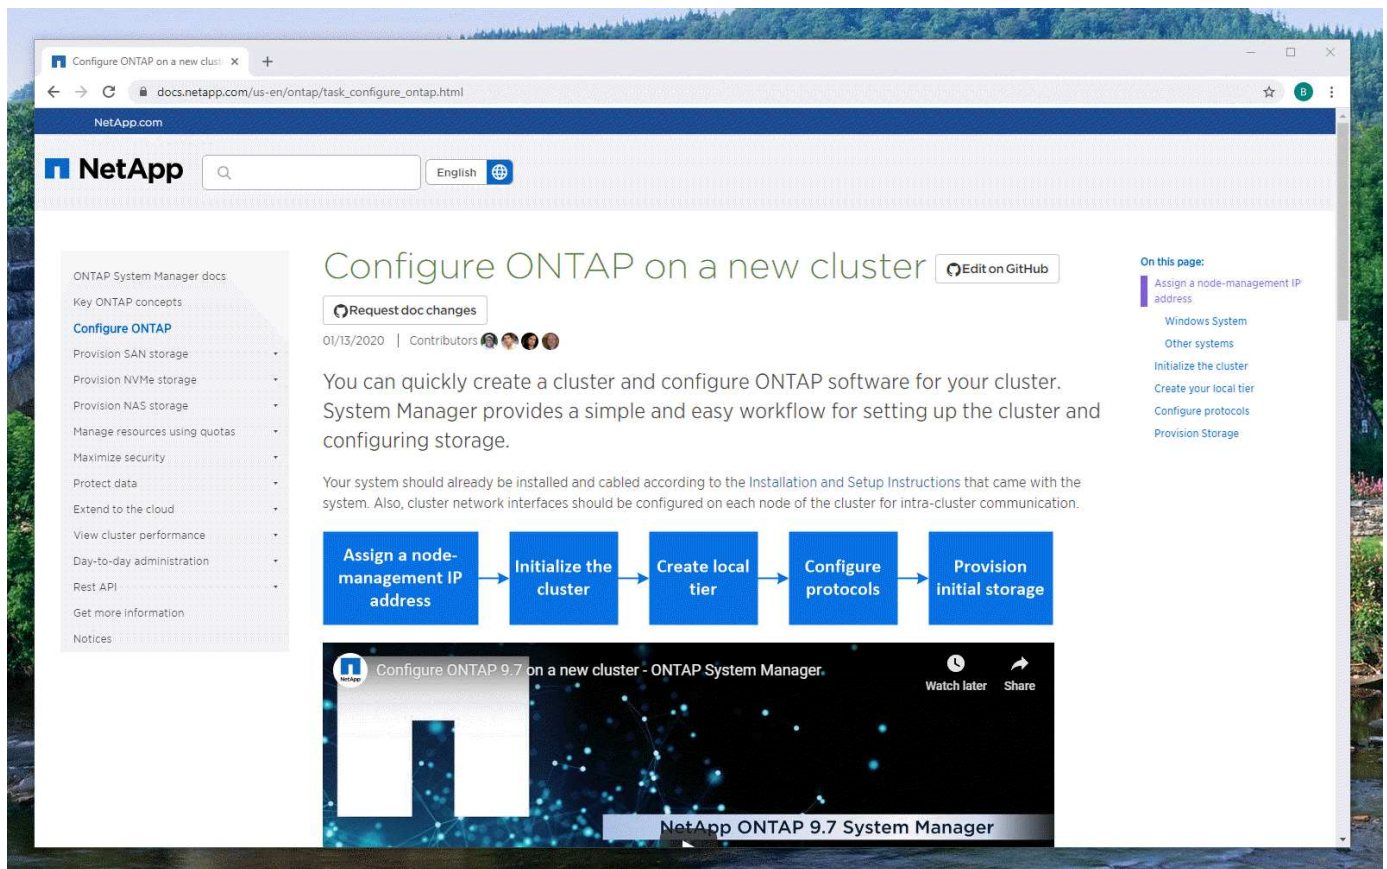 Configure ONTAP on a new clust
docs.netapp.com/us-en/ontap/task_configure_ontap.html
B
NetApp.com
NetApp
English
ONTAP System Manager docs
Key ONTAP concepts
Configure ONTAP
Provision SAN storage
Provision NVMe storage
Provision NAS storage
Manage resources using quotas
Maximize security
Protect data
Extend to the cloud
View cluster performance
Day-to-day administration
Rest API
Get more information
Notices
Configure ONTAP on a new cluster
Edit on GitHub
Request doc changes
01/13/2020 | Contributors
You can quickly create a cluster and configure ONTAP software for your cluster.
System Manager provides a simple and easy workflow for setting up the cluster and
configuring storage.
Your system should already be installed and cabled according to the Installation and Setup Instructions that came with the
system. Also, cluster network interfaces should be configured on each node of the cluster for intra-cluster communication.
Assign a node-
management IP
address
Initialize the
cluster
Create local
tier
Configure
protocols
Provision
initial storage
NetApp
Configure ONTAP 9.7 on a new cluster - ONTAP System Manager
Watch later
Share
NetApp ONTAP 9.7 System Manager
On this page:
Assign a node-management IP
address
Windows System
Other systems
Initialize the cluster
Create your local tier
Configure protocols
Provision Storage